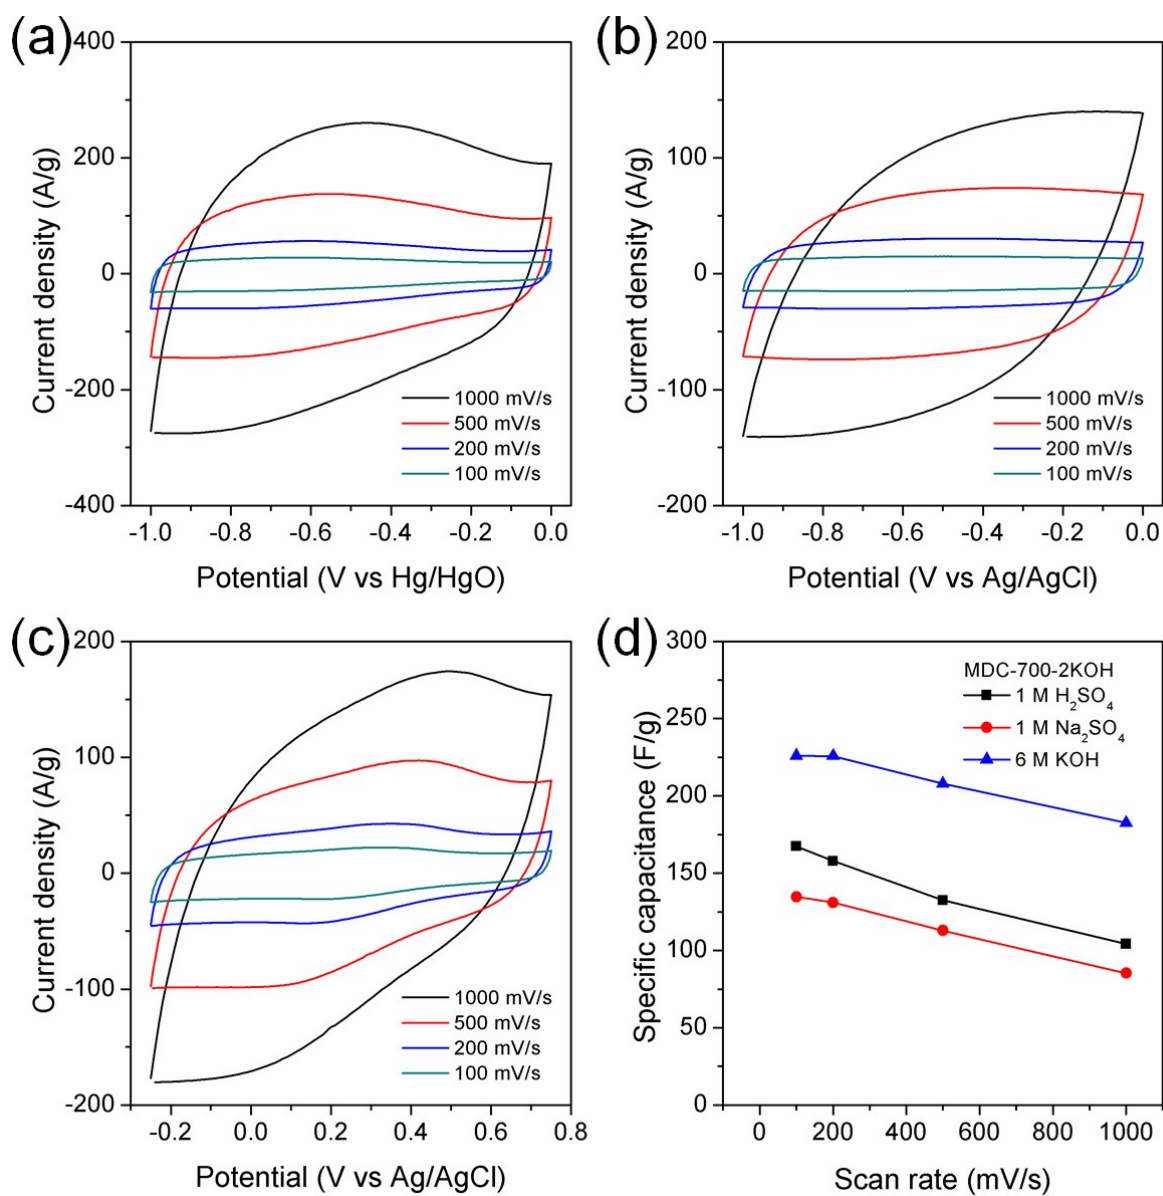 (a)
400
200
0
-200
-400
Current density (A/g)
1000 mV/s
500 mV/s
200 mV/s
100 mV/s
-1.0 -0.8 -0.6 -0.4 -0.2 0.0
Potential (V vs Hg/HgO)
(b)
200
100
0
-100
-200
Current density (A/g)
1000 mV/s
500 mV/s
200 mV/s
100 mV/s
-1.0 -0.8 -0.6 -0.4 -0.2 0.0
Potential (V vs Ag/AgCl)
(c)
200
100
0
-100
-200
Current density (A/g)
1000 mV/s
500 mV/s
200 mV/s
100 mV/s
-0.2 0.0 0.2 0.4 0.6 0.8
Potential (V vs Ag/AgCl)
(d)
300
250
200
150
100
50
0
Specific capacitance (F/g)
MDC-700-2KOH
1 M H₂SO₄
1 M Na₂SO₄
6 M KOH
0 200 400 600 800 1000
Scan rate (mV/s)